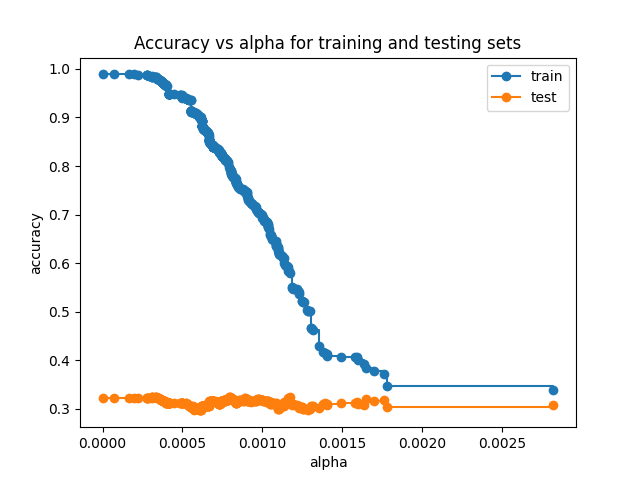 Accuracy vs alpha for training and testing sets
train
test
1.0
0.9
0.8
0.7
0.6
0.5
0.4
0.3
accuracy
0.0000 0.0005 0.0010 0.0015 0.0020 0.0025
alpha